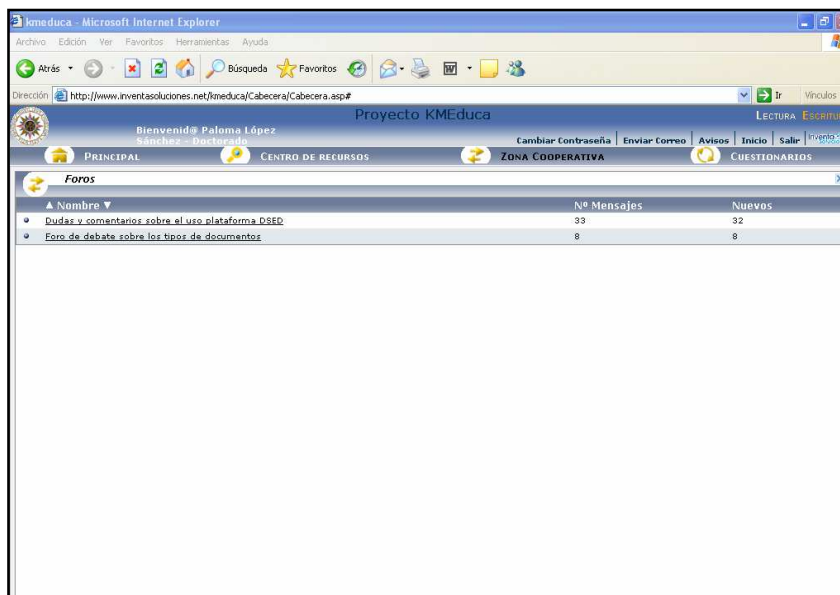 kmeduca - Microsoft Internet Explorer
Archivo Edición Ver Favoritos Herramientas Ayuda
Atrás Búsqueda Favoritos
Dirección http://www.inventasoluciones.net/kmeduca/Cabecera/Cabecera.asp# Ir Vínculos
Proyecto KMEduca LECTURA
Bienvenid@ Paloma López
Sánchez - Doctorado
Cambiar Contraseña | Enviar Correo | Avisos | Inicio | Salir
PRINCIPAL CENTRO DE RECURSOS ZONA COOPERATIVA CUESTIONARIOS
Foros
▲ Nombre ▼ Nº Mensajes Nuevos
Dudas y comentarios sobre el uso plataforma DSED 33 32
Foro de debate sobre los tipos de documentos 8 8